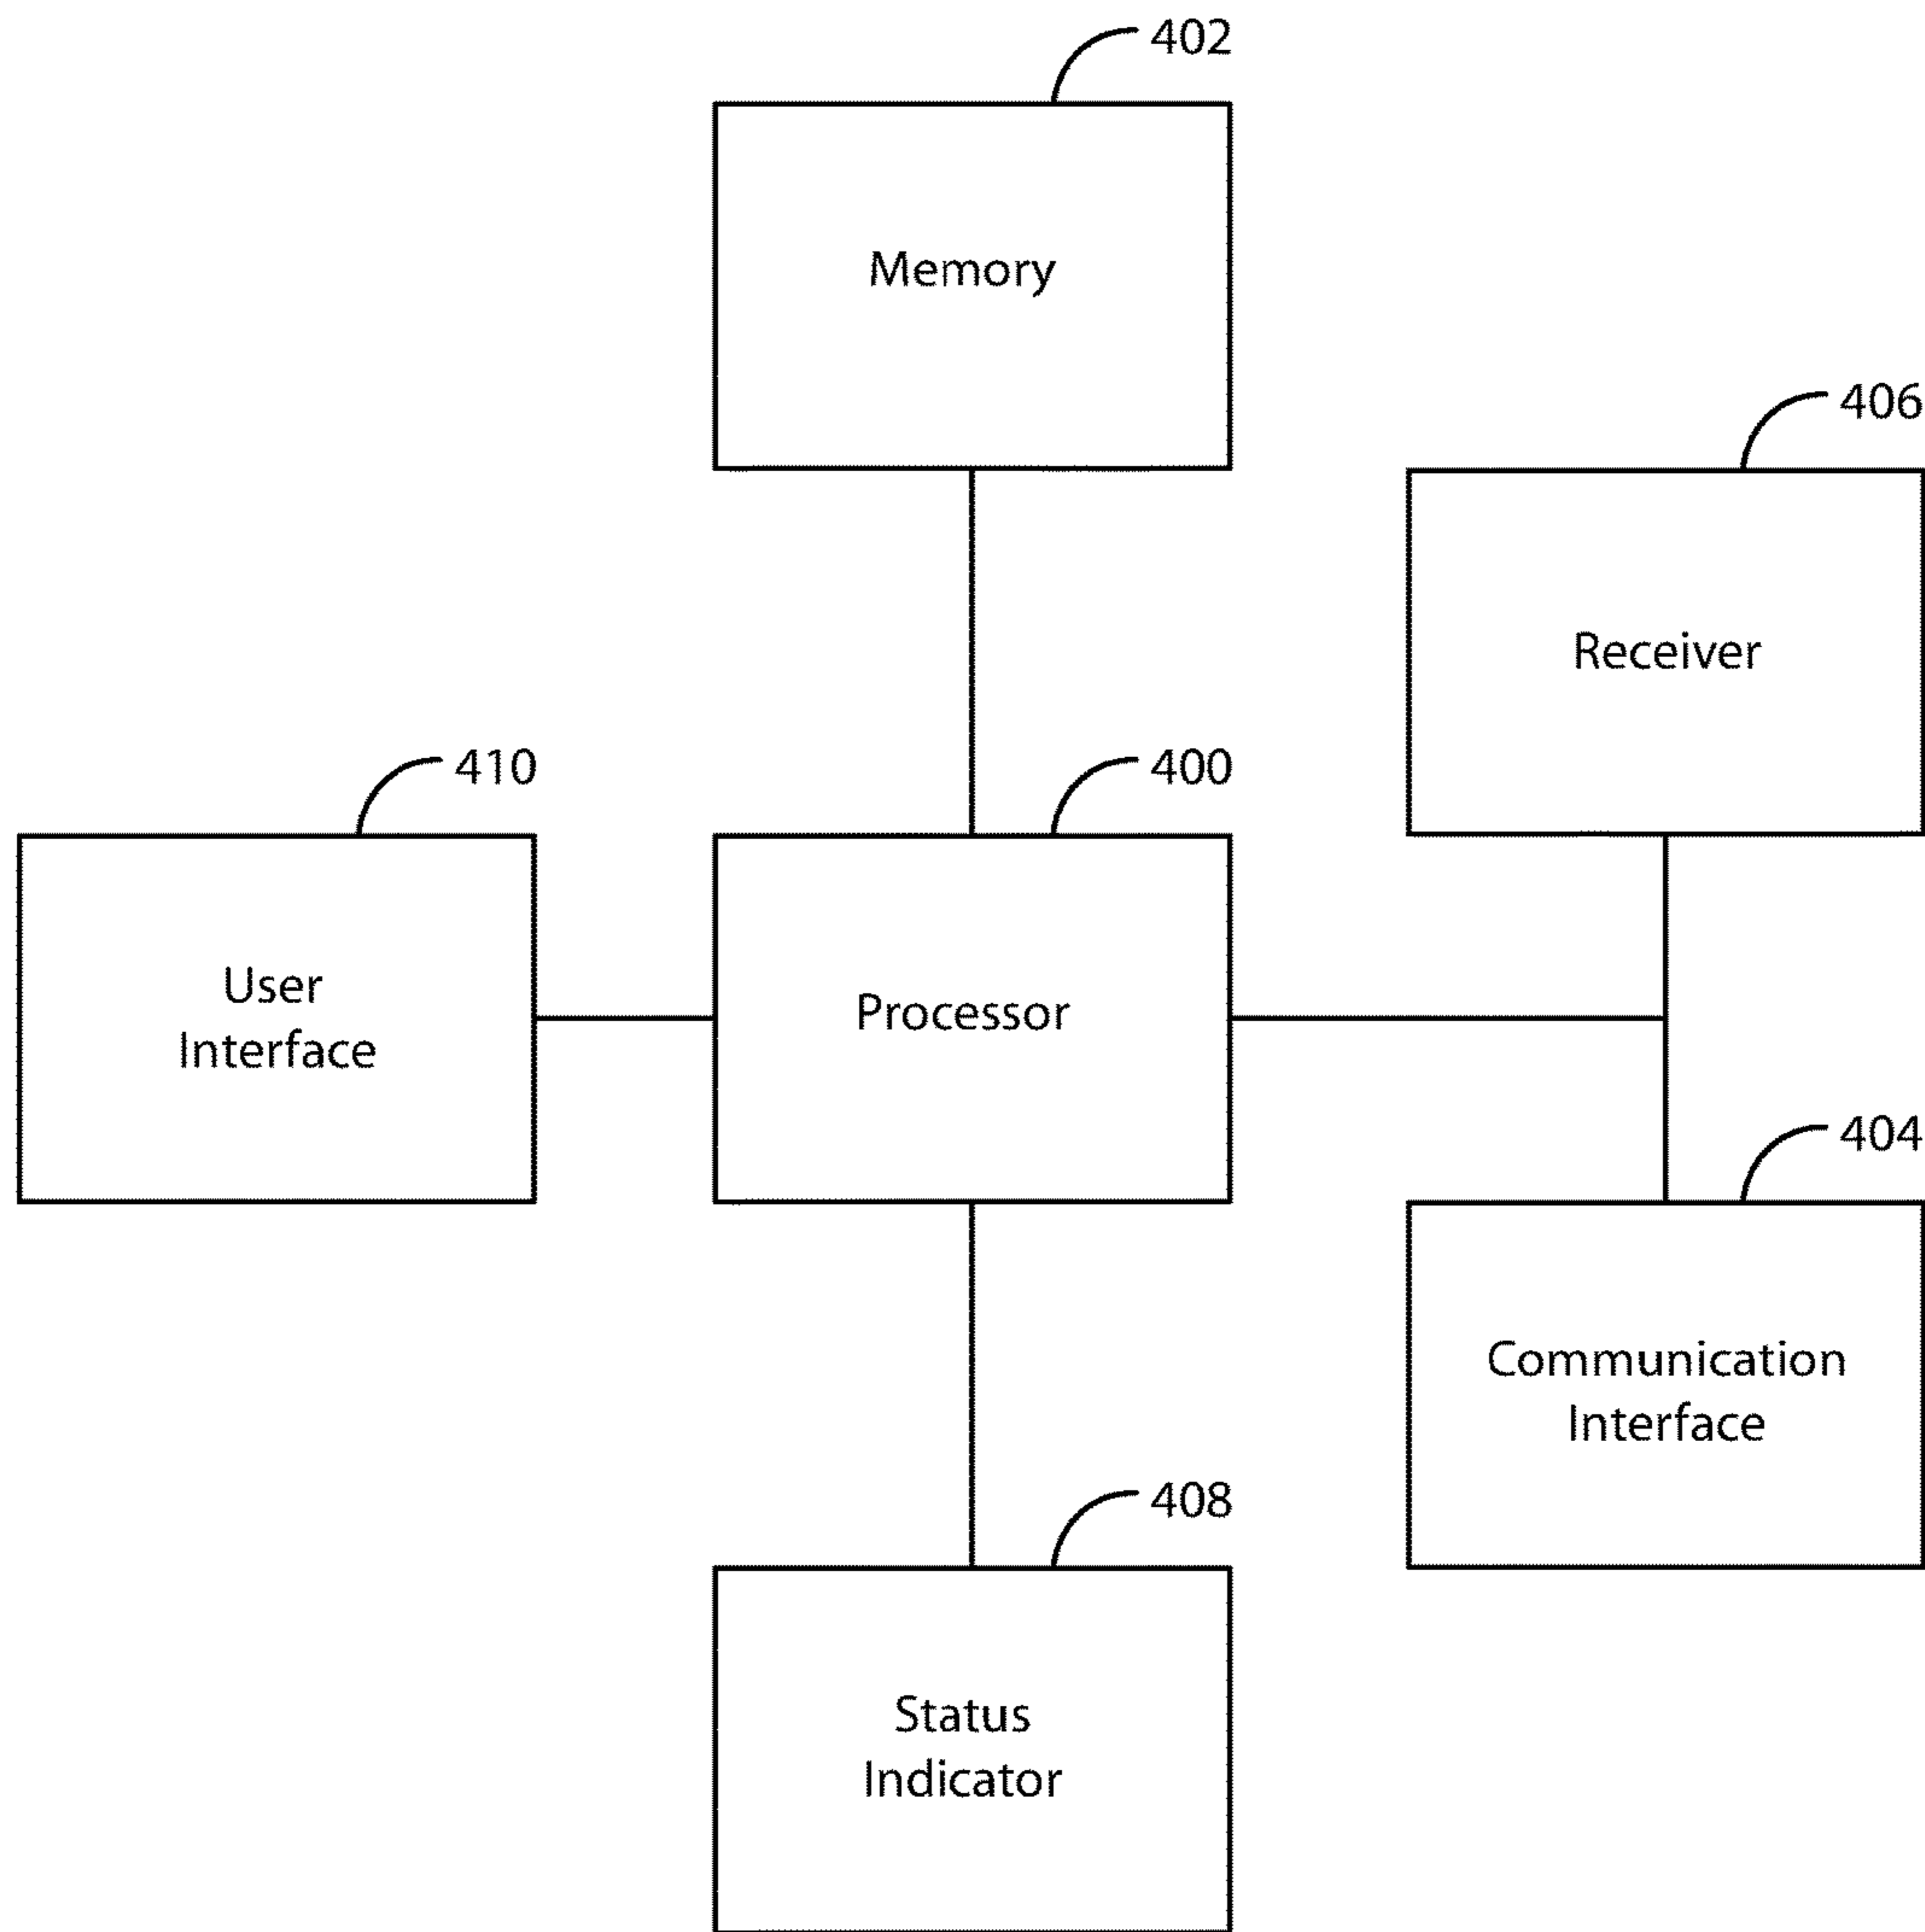 402
Memory
406
Receiver
410
400
User
Interface
Processor
404
Communication
Interface
408
Status
Indicator